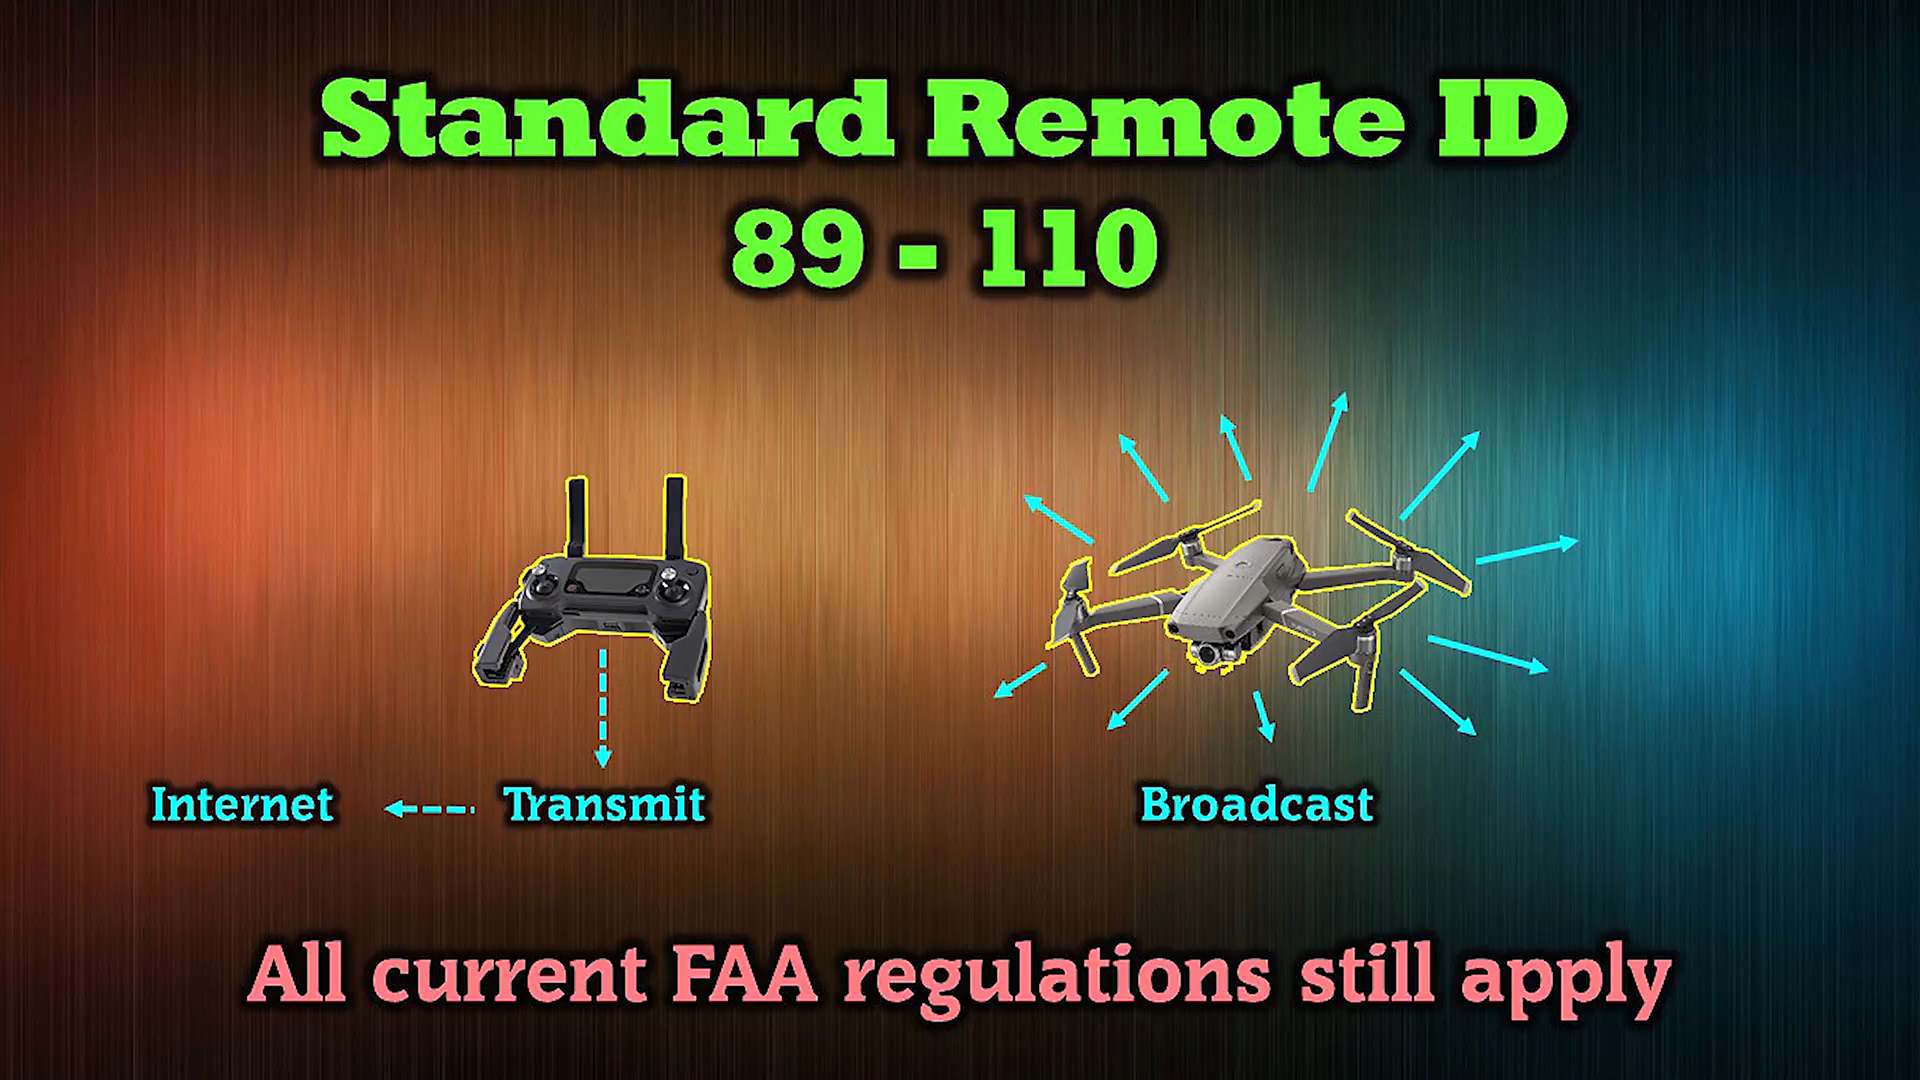 Standard Remote ID
89 - 110
Internet
Transmit
Broadcast
All current FAA regulations still apply